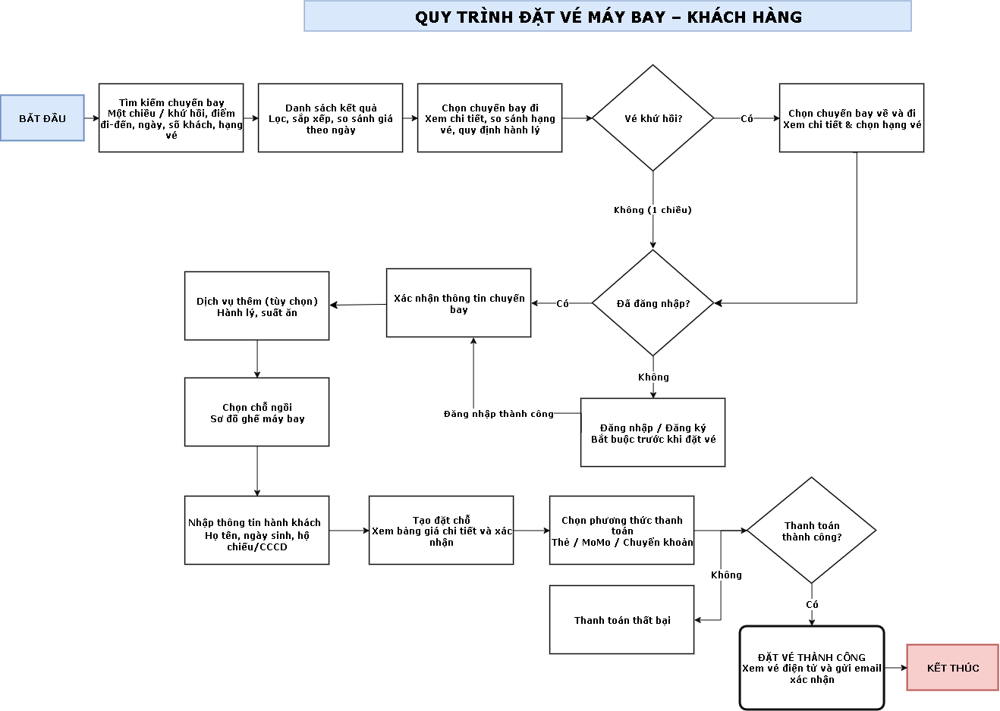 QUY TRÌNH ĐẶT VÉ MÁY BAY – KHÁCH HÀNG
BẮT ĐẦU
Tìm kiếm chuyến bay
Một chiều / khứ hồi, điểm
đi-đến, ngày, số khách, hạng
vé
Danh sách kết quả
Lọc, sắp xếp, so sánh giá
theo ngày
Chọn chuyến bay đi
Xem chi tiết, so sánh hạng
vé, quy định hành lý
Vé khứ hồi?
Có
Chọn chuyến bay về và đi
Xem chi tiết & chọn hạng vé
Không (1 chiều)
Đã đăng nhập?
Có
Xác nhận thông tin chuyến
bay
Dịch vụ thêm (tùy chọn)
Hành lý, suất ăn
Không
Đăng nhập / Đăng ký
Bắt buộc trước khi đặt vé
Đăng nhập thành công
Chọn chỗ ngồi
Sơ đồ ghế máy bay
Nhập thông tin hành khách
Họ tên, ngày sinh, hộ
chiếu/CCCD
Tạo đặt chỗ
Xem bảng giá chi tiết và xác
nhận
Chọn phương thức thanh
toán
Thẻ / MoMo / Chuyển khoản
Thanh toán
thành công?
Không
Thanh toán thất bại
Có
ĐẶT VÉ THÀNH CÔNG
Xem vé điện tử và gửi email
xác nhận
KẾT THÚC